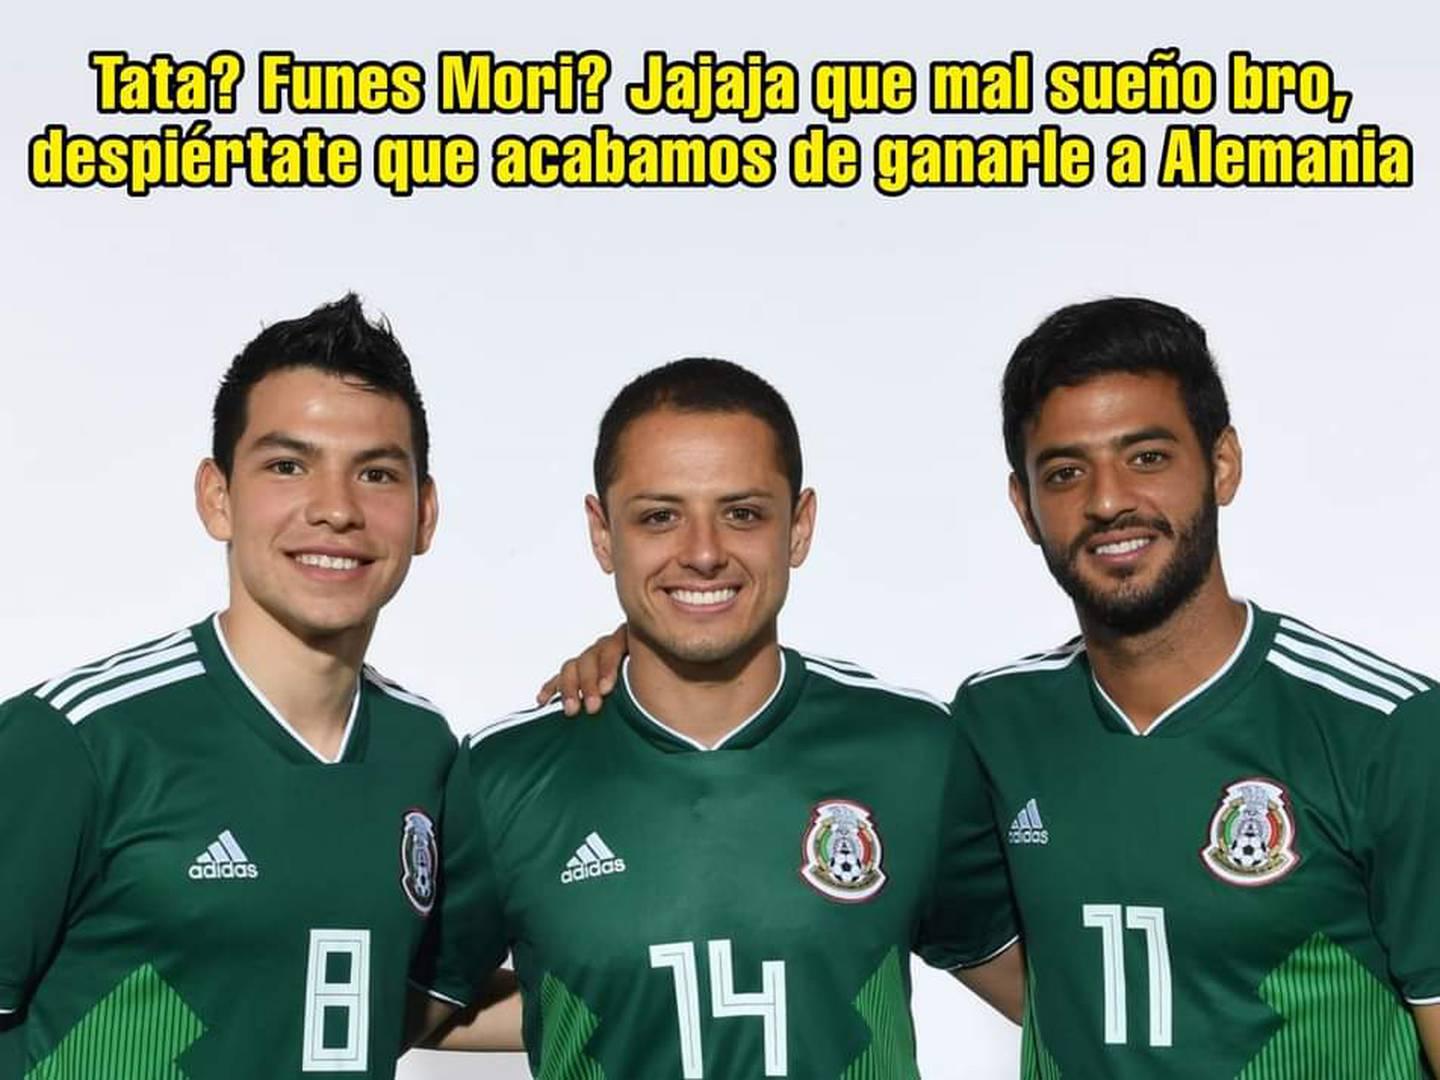 Tata? Funes Mori? Jajaja que mal sueño bro,
despiértate que acabamos de ganarle a Alemania
adidas
adidas
adidas
8
14
11